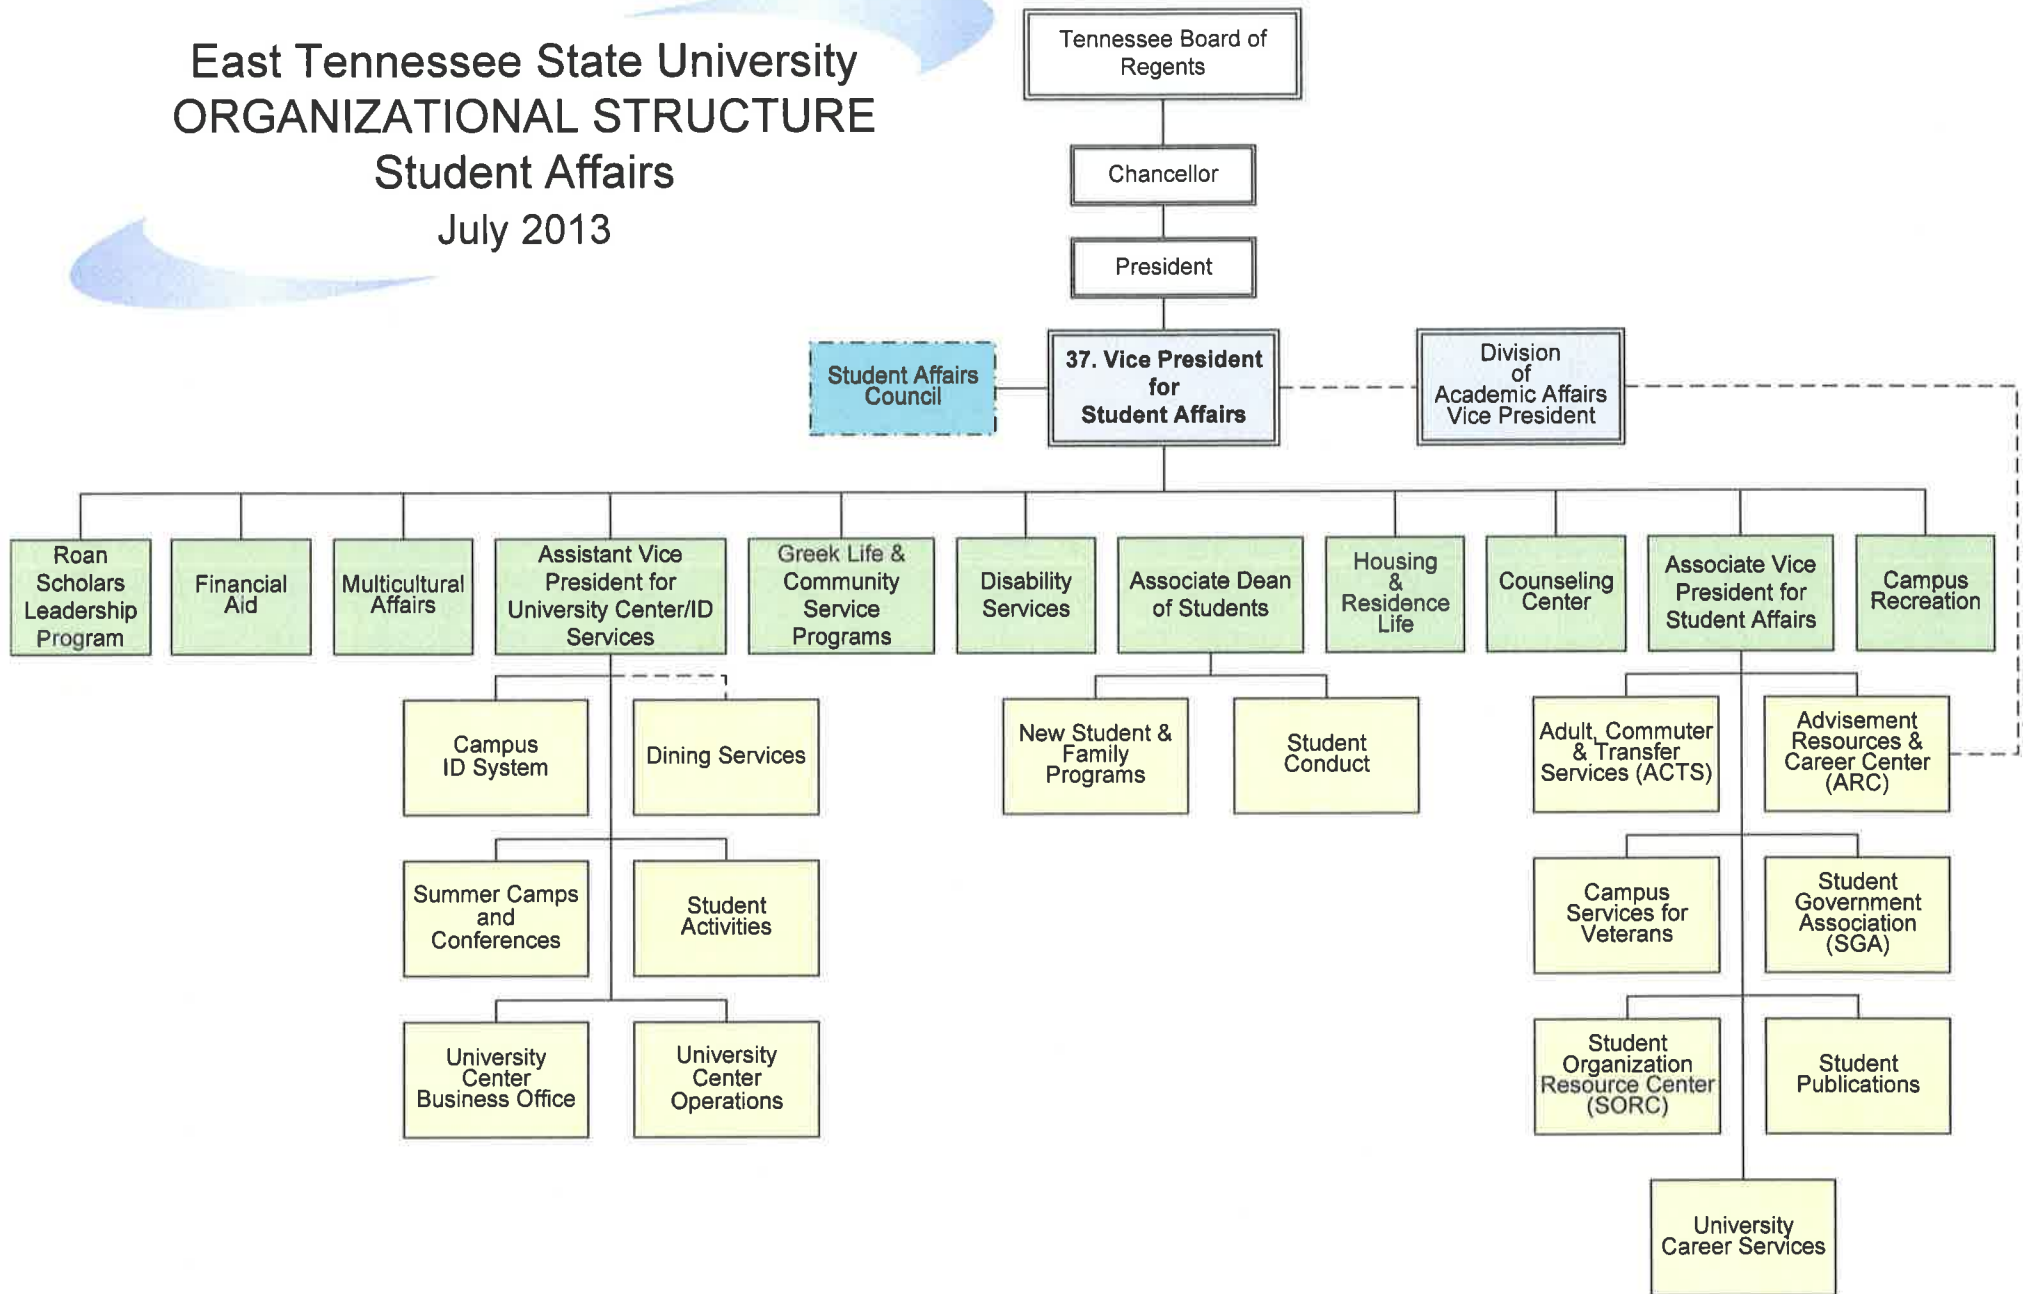 East Tennessee State University
ORGANIZATIONAL STRUCTURE
Student Affairs
July 2013
Tennessee Board of
Regents
Chancellor
President
Student Affairs
Council
37. Vice President
for
Student Affairs
Division
of
Academic Affairs
Vice President
Roan
Scholars
Leadership
Program
Financial
Aid
Multicultural
Affairs
Assistant Vice
President for
University Center/ID
Services
Greek Life &
Community
Service
Programs
Disability
Services
Associate Dean
of Students
Housing
&
Residence
Life
Counseling
Center
Associate Vice
President for
Student Affairs
Campus
Recreation
Campus
ID System
Dining Services
New Student &
Family
Programs
Student
Conduct
Adult, Commuter
& Transfer
Services (ACTS)
Advisement
Resources &
Career Center
(ARC)
Summer Camps
and
Conferences
Student
Activities
Campus
Services for
Veterans
Student
Government
Association
(SGA)
University
Center
Business Office
University
Center
Operations
Student
Organization
Resource Center
(SORC)
Student
Publications
University
Career Services